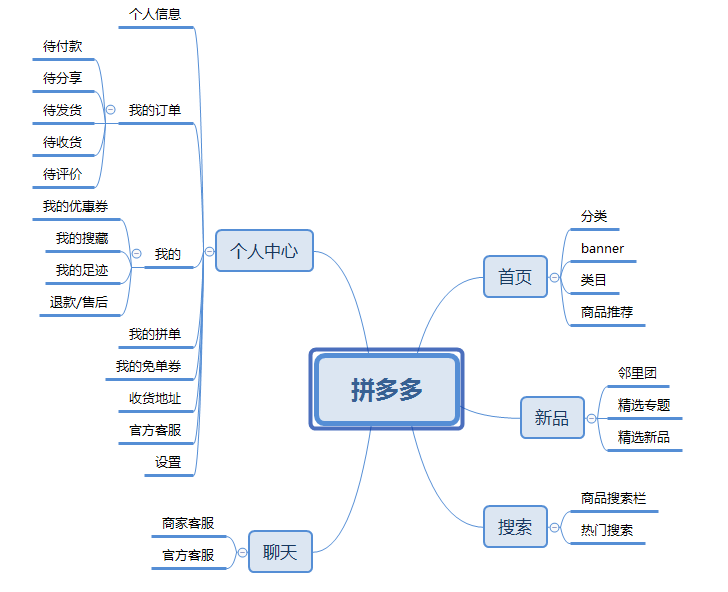 拼多多
首页
分类
banner
类目
商品推荐
新品
邻里团
精选专题
精选新品
搜索
商品搜索栏
热门搜索
聊天
商家客服
官方客服
个人中心
个人信息
我的订单
待付款
待分享
待发货
待收货
待评价
我的
我的优惠券
我的搜藏
我的足迹
退款/售后
我的拼单
我的免单券
收货地址
官方客服
设置